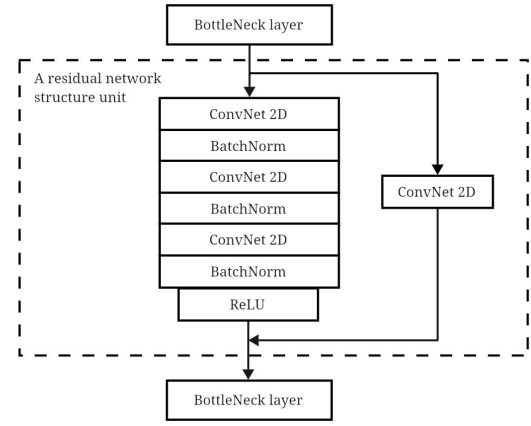 BottleNeck layer
A residual network
structure unit
ConvNet 2D
BatchNorm
ConvNet 2D
BatchNorm
ConvNet 2D
BatchNorm
ReLU
ConvNet 2D
BottleNeck layer